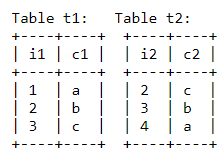 Table t1:   Table t2:
+----+----+ +----+----+
| i1 | c1 | | i2 | c2 |
+----+----+ +----+----+
| 1  | a  | | 2  | c  |
| 2  | b  | | 3  | b  |
| 3  | c  | | 4  | a  |
+----+----+ +----+----+